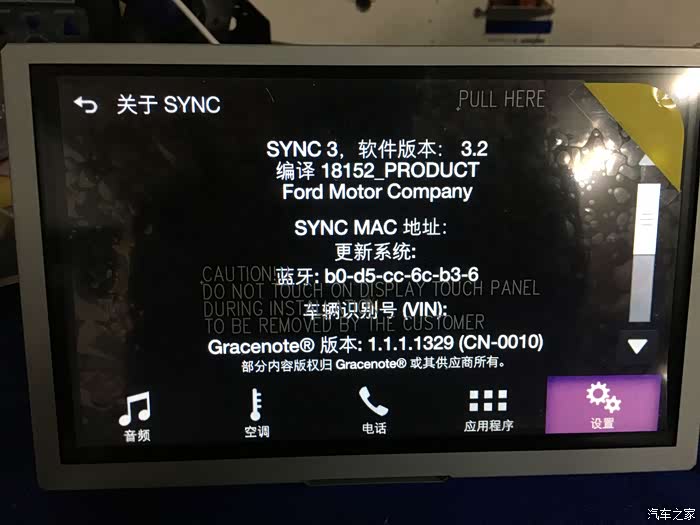 关于 SYNC
PULL HERE
SYNC 3，软件版本： 3.2
编译 18152_PRODUCT
Ford Motor Company
SYNC MAC 地址:
更新系统:
蓝牙: b0-d5-cc-6c-b3-6
CAUTION
DO NOT TOUCH ON DISPLAY TOUCH PANEL
DURING
车辆识别号 (VIN):
TO BE REMOVED BY THE CUSTOMER
Gracenote® 版本: 1.1.1.1329 (CN-0010)
部分内容版权归 Gracenote® 或其供应商所有。
音频
空调
电话
应用程序
设置
汽车之家